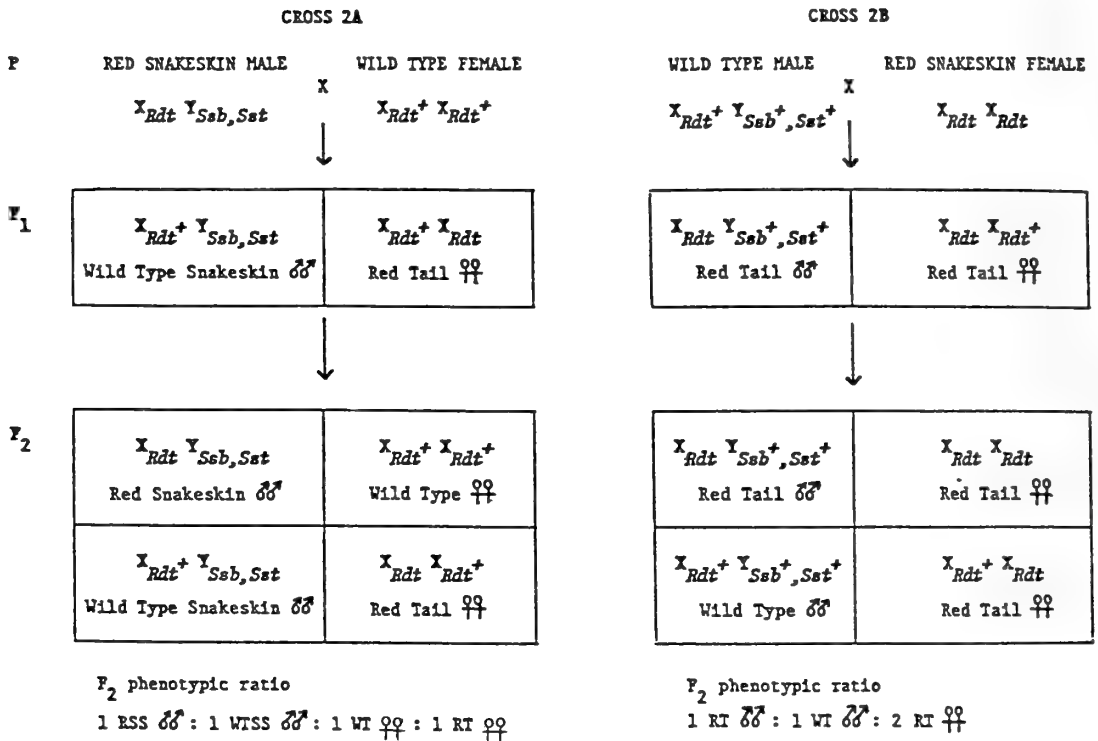 CROSS 2A
P RED SNAKESKIN MALE X WILD TYPE FEMALE
X_Rdt Y_Ssb,Sst X_Rdt+ X_Rdt+
F1 X_Rdt+ Y_Ssb,Sst X_Rdt+ X_Rdt
Wild Type Snakeskin ♂♂ Red Tail ♀♀
F2 X_Rdt Y_Ssb,Sst X_Rdt+ X_Rdt+
Red Snakeskin ♂♂ Wild Type ♀♀
X_Rdt+ Y_Ssb,Sst X_Rdt X_Rdt+
Wild Type Snakeskin ♂♂ Red Tail ♀♀
F2 phenotypic ratio
1 RSS ♂♂ : 1 WTSS ♂♂ : 1 WT ♀♀ : 1 RT ♀♀
CROSS 2B
WILD TYPE MALE X RED SNAKESKIN FEMALE
X_Rdt+ Y_Ssb+,Sst+ X_Rdt X_Rdt
X_Rdt Y_Ssb+,Sst+ X_Rdt X_Rdt+
Red Tail ♂♂ Red Tail ♀♀
X_Rdt Y_Ssb+,Sst+ X_Rdt X_Rdt
Red Tail ♂♂ Red Tail ♀♀
X_Rdt+ Y_Ssb+,Sst+ X_Rdt+ X_Rdt
Wild Type ♂♂ Red Tail ♀♀
F2 phenotypic ratio
1 RT ♂♂ : 1 WT ♂♂ : 2 RT ♀♀